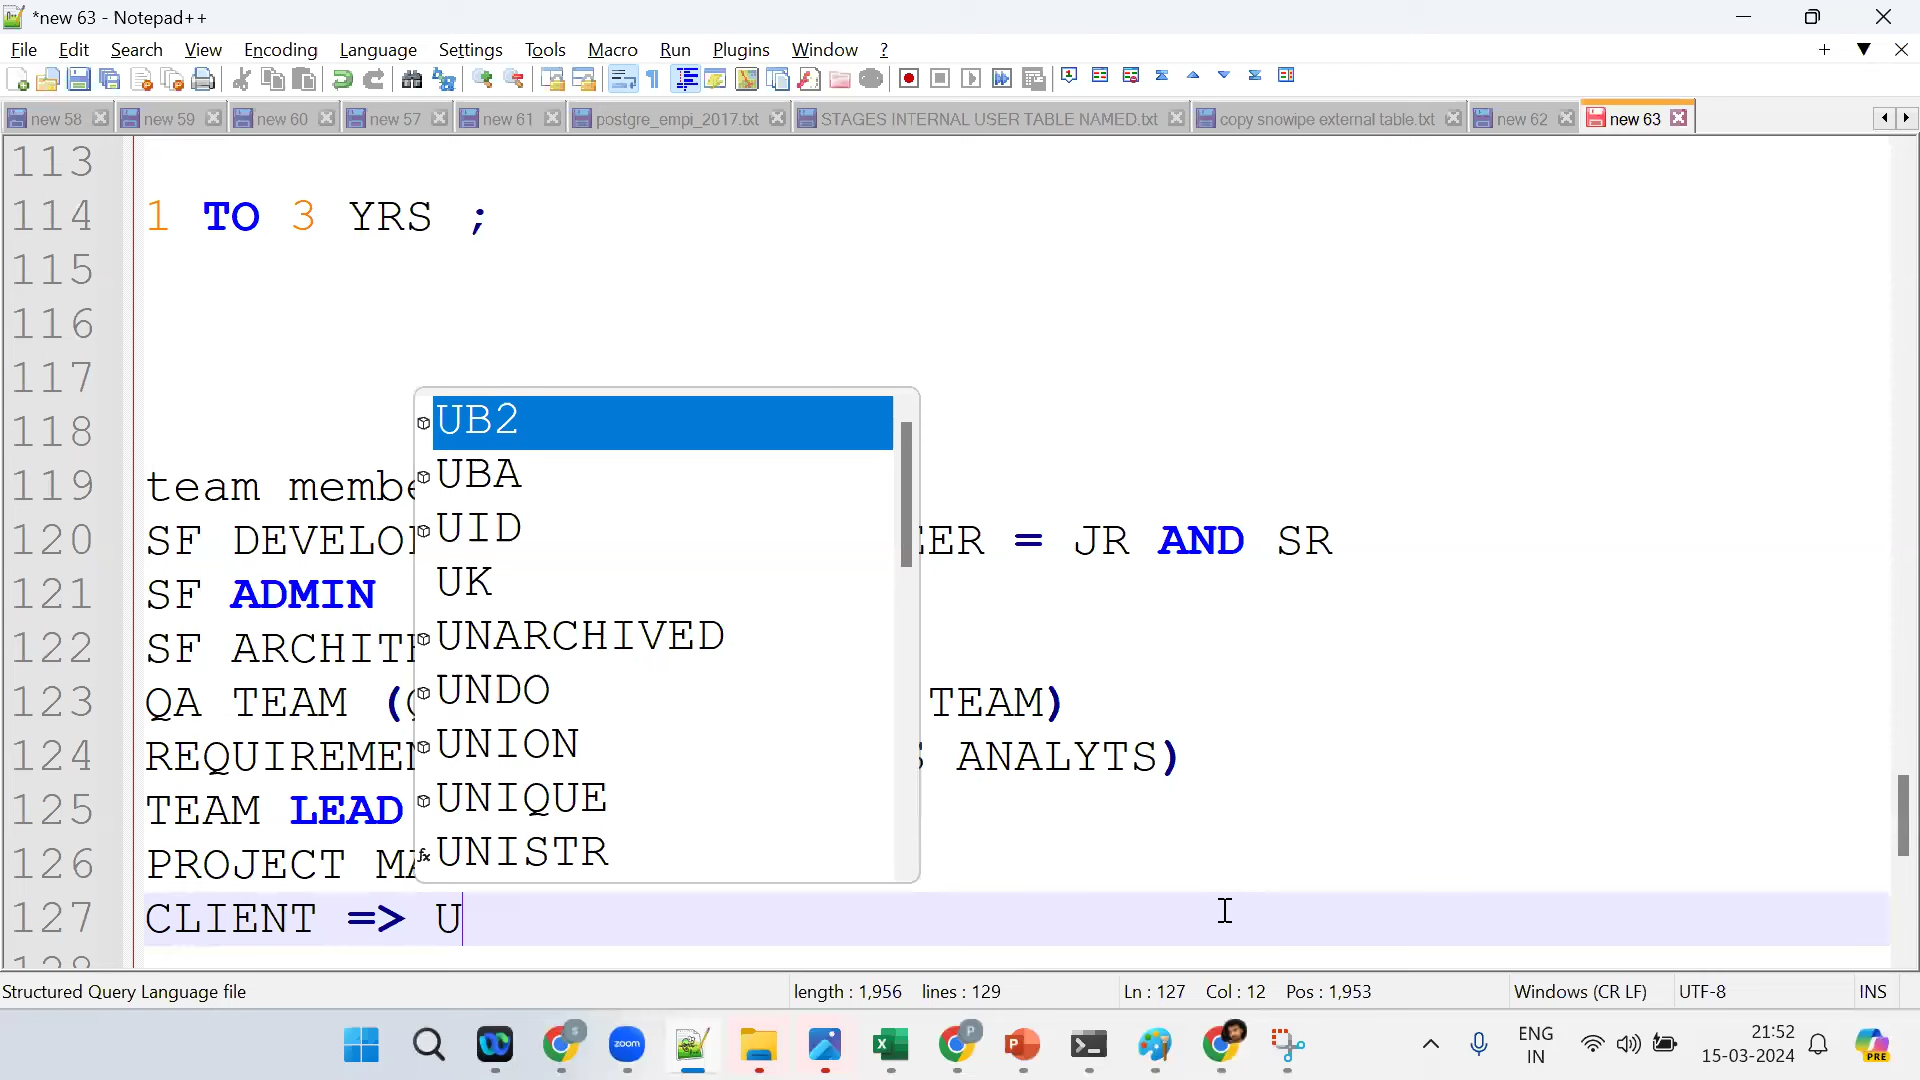 *new 63 - Notepad++
File Edit Search View Encoding Language Settings Tools Macro Run Plugins Window ?
new 58 new 59 new 60 new 57 new 61 postgre_empi_2017.txt STAGES INTERNAL USER TABLE NAMED.txt copy snowipe external table.txt new 62 new 63
113
114 1 TO 3 YRS ;
115
116
117
118
119 team membe
120 SF DEVELO EER = JR AND SR
121 SF ADMIN
122 SF ARCHIT
123 QA TEAM ( TEAM)
124 REQUIREME S ANALYTS)
125 TEAM LEAD
126 PROJECT MA
127 CLIENT => U
128
UB2
UBA
UID
UK
UNARCHIVED
UNDO
UNION
UNIQUE
UNISTR
Structured Query Language file length : 1,956 lines : 129 Ln : 127 Col : 12 Pos : 1,953 Windows (CR LF) UTF-8 INS
zoom
ENG
IN
21:52
15-03-2024
PRE